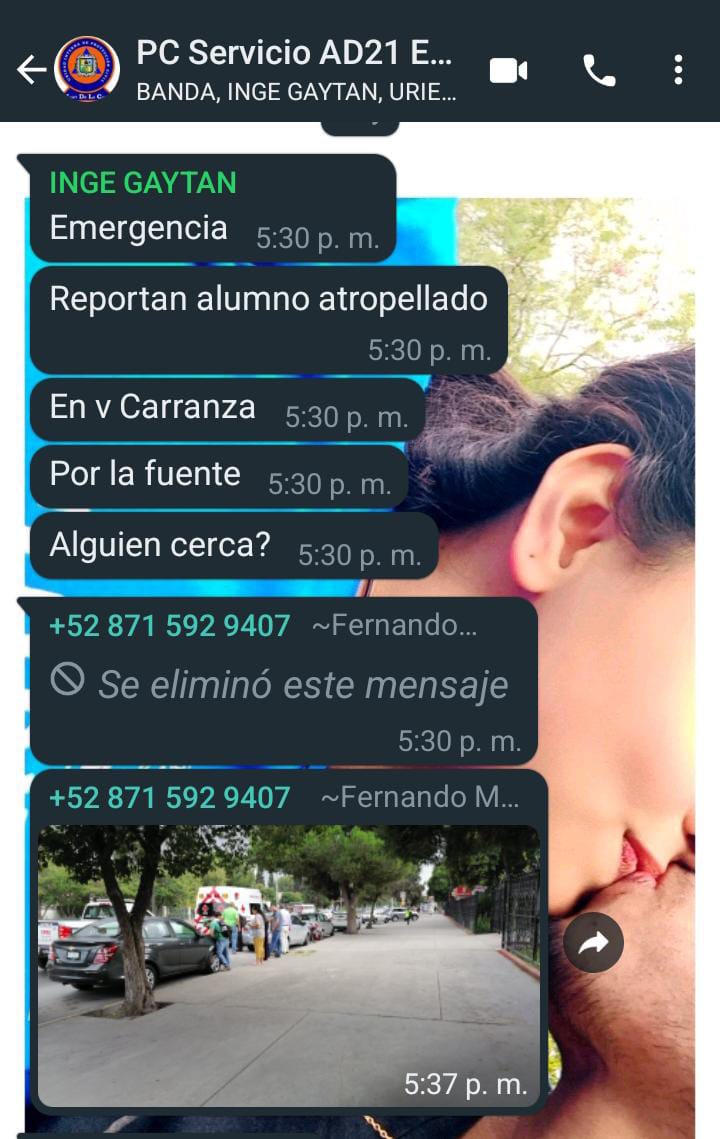 PC Servicio AD21 E...
BANDA, INGE GAYTAN, URIE...
INGE GAYTAN
Emergencia 5:30 p. m.
Reportan alumno atropellado
5:30 p. m.
En v Carranza 5:30 p. m.
Por la fuente 5:30 p. m.
Alguien cerca? 5:30 p. m.
+52 871 592 9407 ~Fernando...
Se eliminó este mensaje
5:30 p. m.
+52 871 592 9407 ~Fernando M...
5:37 p. m.